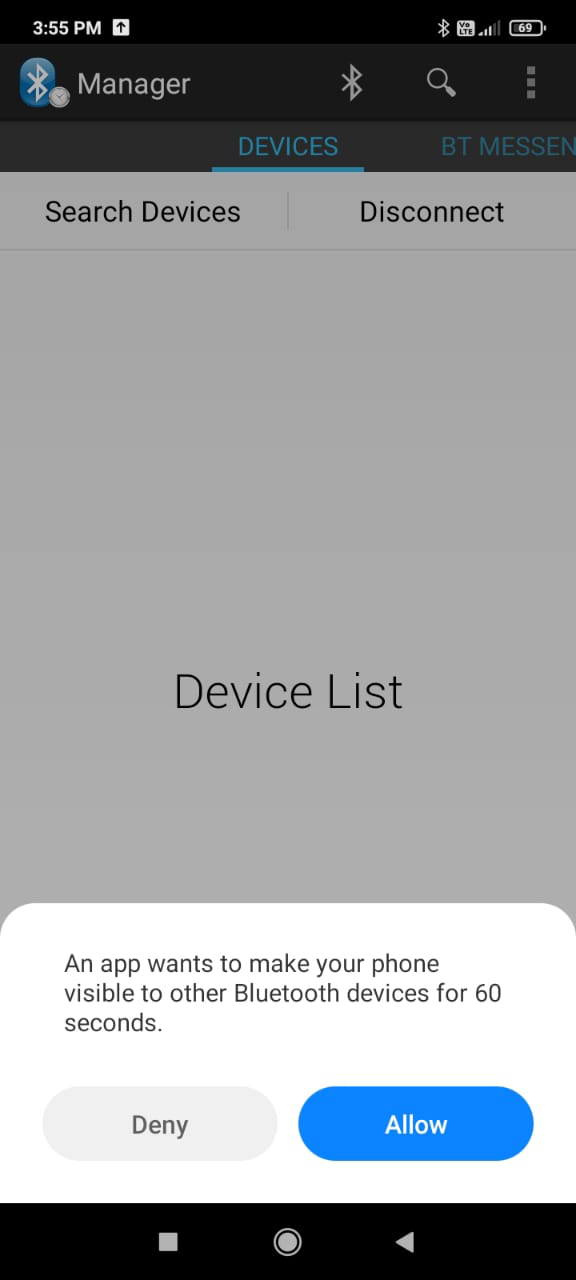 3:55 PM
Vo
LTE
69
Manager
DEVICES
BT MESSEN
Search Devices
Disconnect
Device List
An app wants to make your phone
visible to other Bluetooth devices for 60
seconds.
Deny
Allow